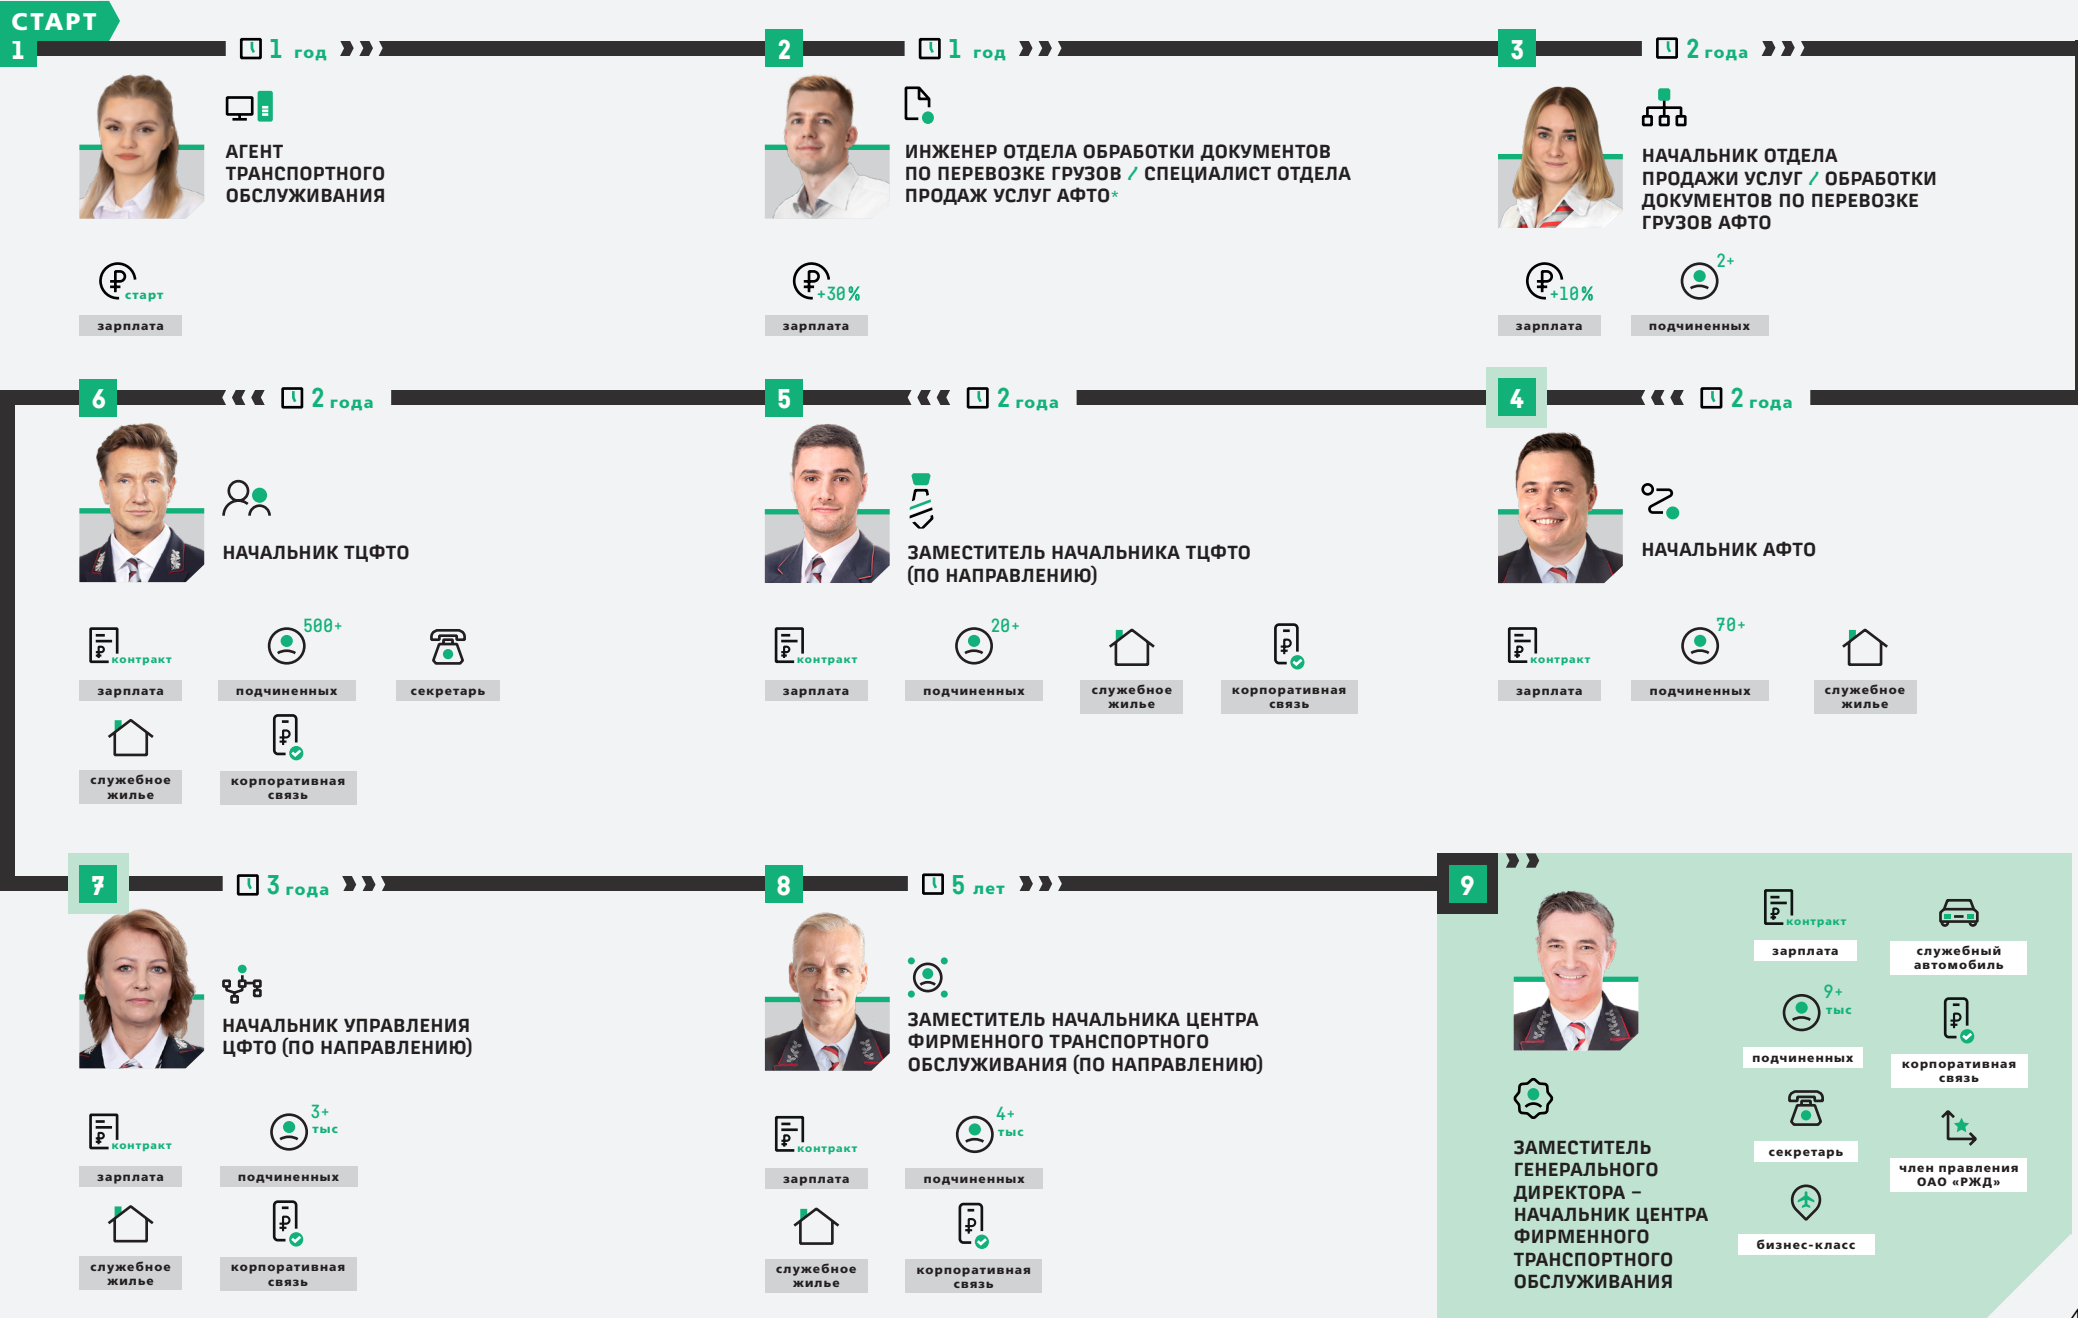 СТАРТ
1
1 год
2
1 год
3
2 года
АГЕНТ
ТРАНСПОРТНОГО
ОБСЛУЖИВАНИЯ
ИНЖЕНЕР ОТДЕЛА ОБРАБОТКИ ДОКУМЕНТОВ
ПО ПЕРЕВОЗКЕ ГРУЗОВ / СПЕЦИАЛИСТ ОТДЕЛА
ПРОДАЖ УСЛУГ АФТО*
НАЧАЛЬНИК ОТДЕЛА
ПРОДАЖИ УСЛУГ / ОБРАБОТКИ
ДОКУМЕНТОВ ПО ПЕРЕВОЗКЕ
ГРУЗОВ АФТО
₽ старт
зарплата
₽ +30%
зарплата
₽ +10%
зарплата
2+
подчиненных
4
2 года
НАЧАЛЬНИК АФТО
₽ контракт
зарплата
70+
подчиненных
служебное
жилье
5
2 года
ЗАМЕСТИТЕЛЬ НАЧАЛЬНИКА ТЦФТО
(ПО НАПРАВЛЕНИЮ)
₽ контракт
зарплата
20+
подчиненных
служебное
жилье
₽
корпоративная
связь
6
2 года
НАЧАЛЬНИК ТЦФТО
₽ контракт
зарплата
500+
подчиненных
секретарь
служебное
жилье
₽
корпоративная
связь
7
3 года
НАЧАЛЬНИК УПРАВЛЕНИЯ
ЦФТО (ПО НАПРАВЛЕНИЮ)
₽ контракт
зарплата
3+
тыс
подчиненных
служебное
жилье
₽
корпоративная
связь
8
5 лет
ЗАМЕСТИТЕЛЬ НАЧАЛЬНИКА ЦЕНТРА
ФИРМЕННОГО ТРАНСПОРТНОГО
ОБСЛУЖИВАНИЯ (ПО НАПРАВЛЕНИЮ)
₽ контракт
зарплата
4+
тыс
подчиненных
служебное
жилье
₽
корпоративная
связь
9
ЗАМЕСТИТЕЛЬ
ГЕНЕРАЛЬНОГО
ДИРЕКТОРА –
НАЧАЛЬНИК ЦЕНТРА
ФИРМЕННОГО
ТРАНСПОРТНОГО
ОБСЛУЖИВАНИЯ
₽ контракт
зарплата
служебный
автомобиль
9+
тыс
подчиненных
₽
корпоративная
связь
секретарь
член правления
ОАО «РЖД»
бизнес-класс